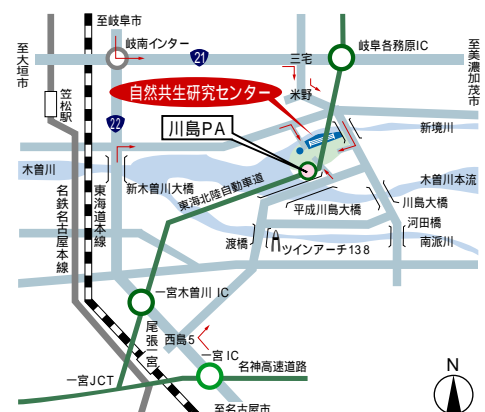 至岐阜市
岐南インター
21
三宅
岐阜各務原IC
至大垣市
至美濃加茂市
笠松駅
米野
自然共生研究センター
22
川島PA
新境川
木曽川
新木曽川大橋
東海北陸自動車道
木曽川本流
名鉄名古屋本線
東海道本線
平成川島大橋
川島大橋
河田橋
渡橋
ツインアーチ138
南派川
一宮木曽川 IC
尾張一宮
西島5
一宮 IC
一宮JCT
名神高速道路
N
至名古屋市